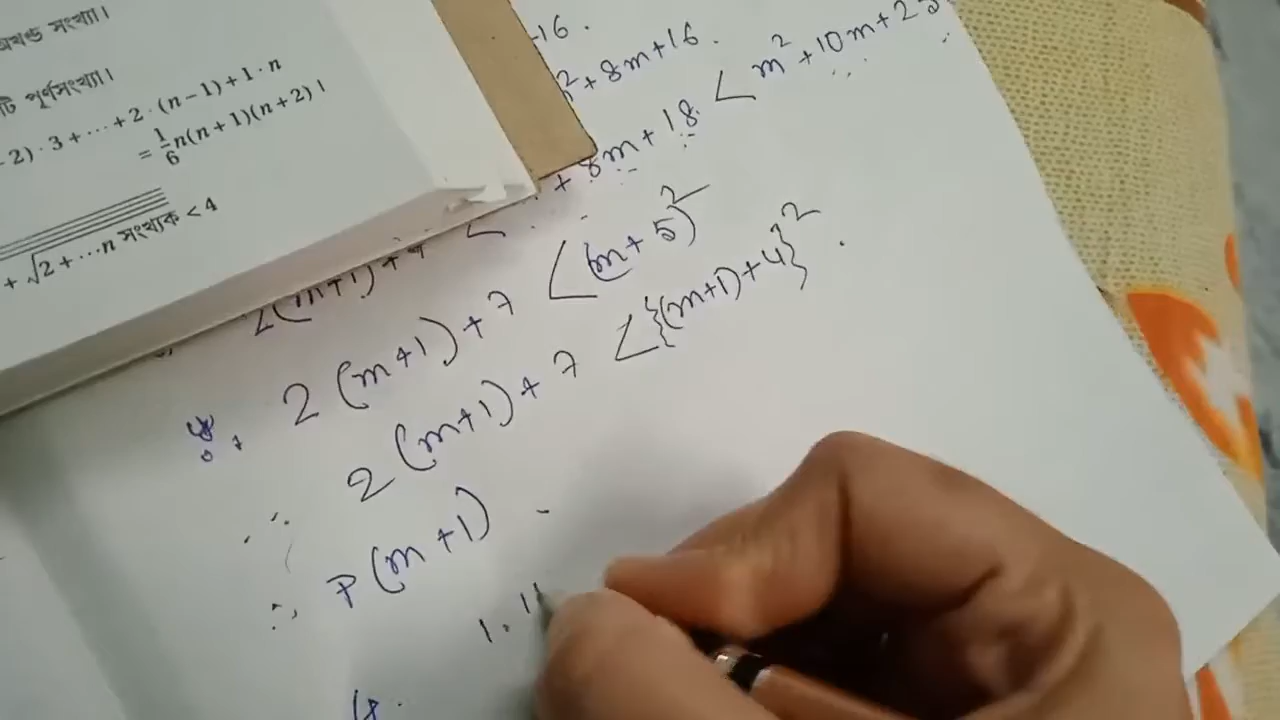 অখণ্ড সংখ্যা।
টি পূর্ণসংখ্যা।
2)·3+⋯+2·(n−1)+1·n
=1/6 n(n+1)(n+2)।
+√2+⋯n সংখ্যক <4
-16.
²+8m+16.
+8m+18 < m²+10m+25
2(m+1)+7 <
2(m+1)+7 < (m+5)²
∴ 2(m+1)+7 < {(m+1)+4}².
∴ P(m+1)